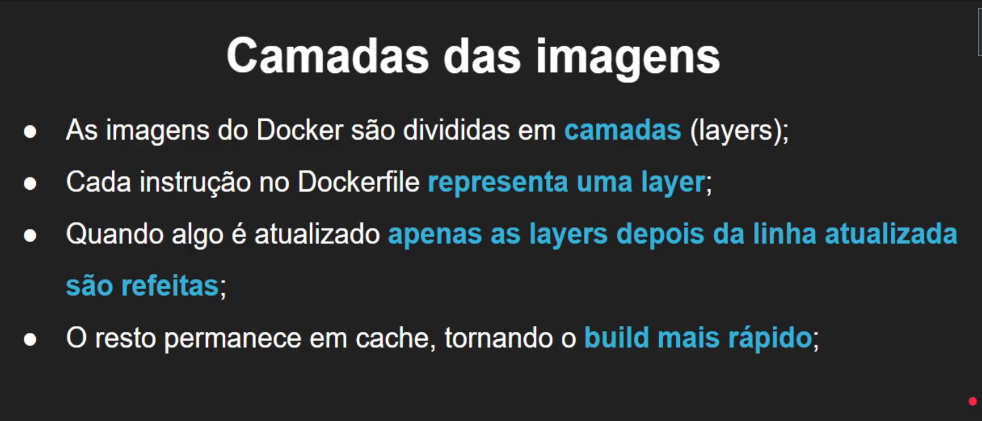 Camadas das imagens
● As imagens do Docker são divididas em camadas (layers);
● Cada instrução no Dockerfile representa uma layer;
● Quando algo é atualizado apenas as layers depois da linha atualizada
são refeitas;
● O resto permanece em cache, tornando o build mais rápido;